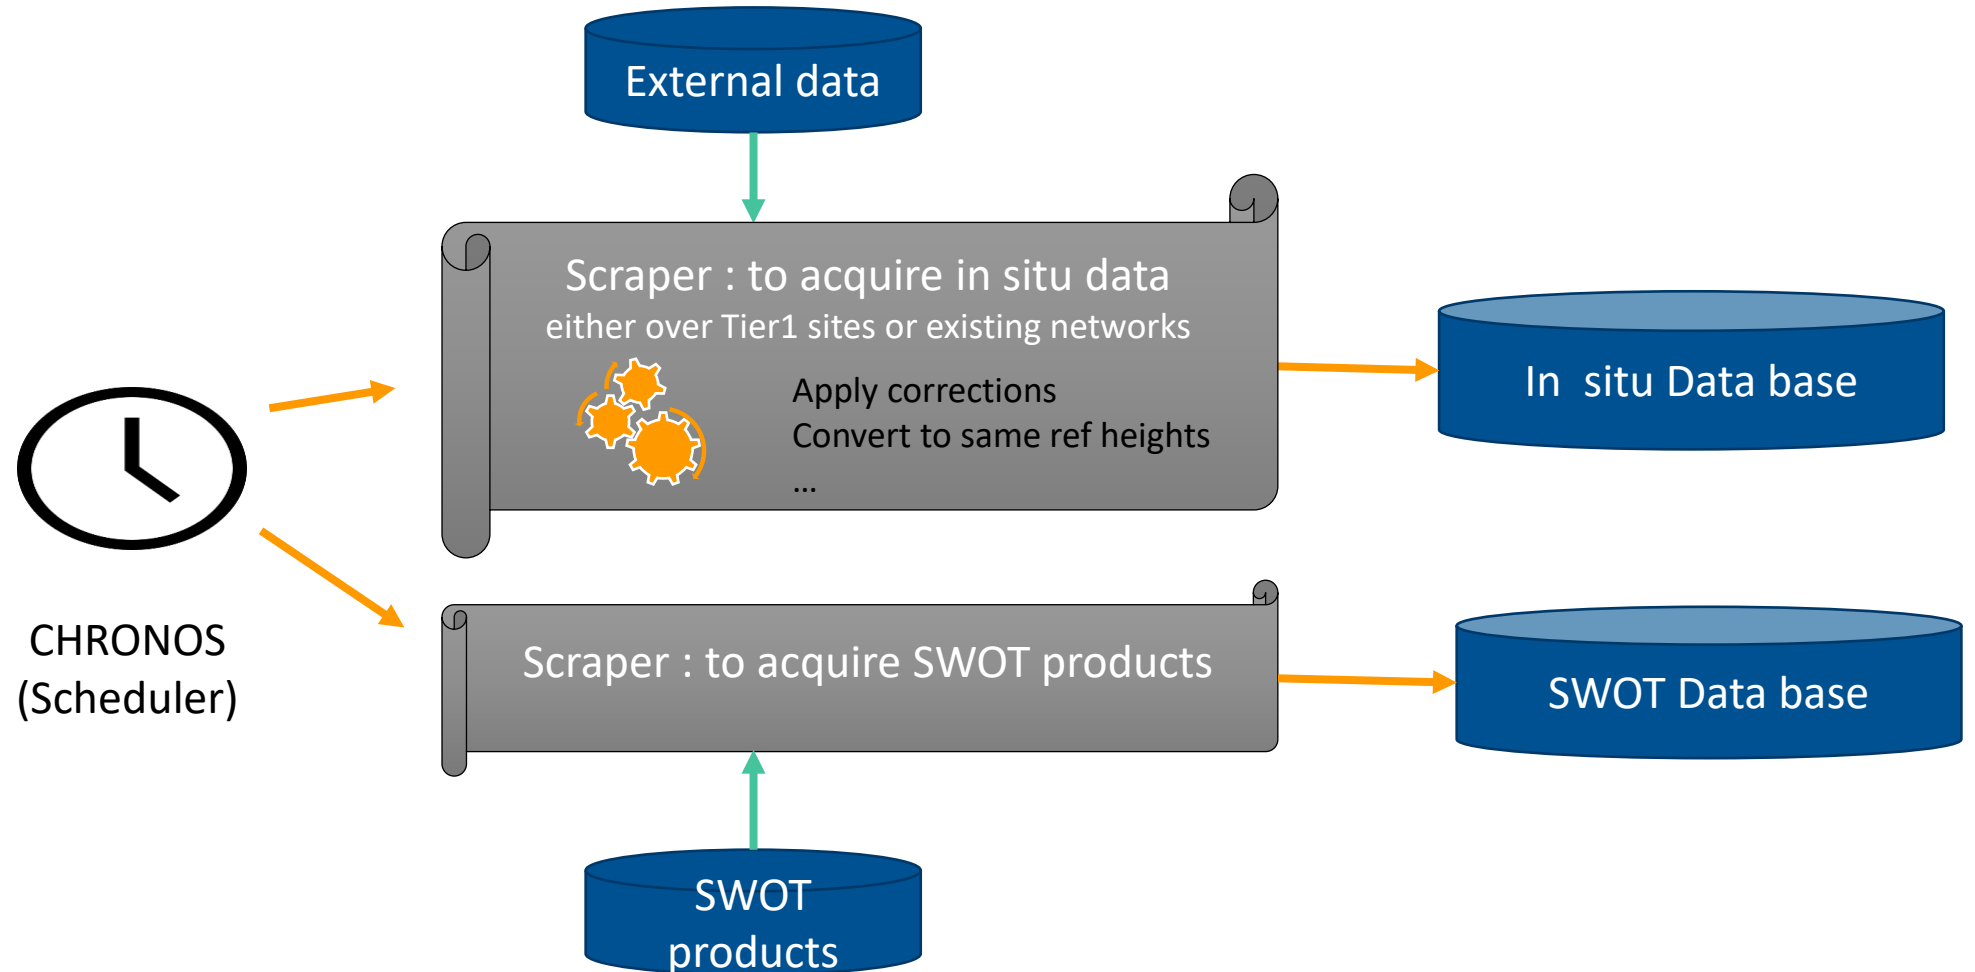 External data
Scraper : to acquire in situ data
either over Tier1 sites or existing networks
Apply corrections
Convert to same ref heights
...
In  situ Data base
CHRONOS
(Scheduler)
Scraper : to acquire SWOT products
SWOT Data base
SWOT
products